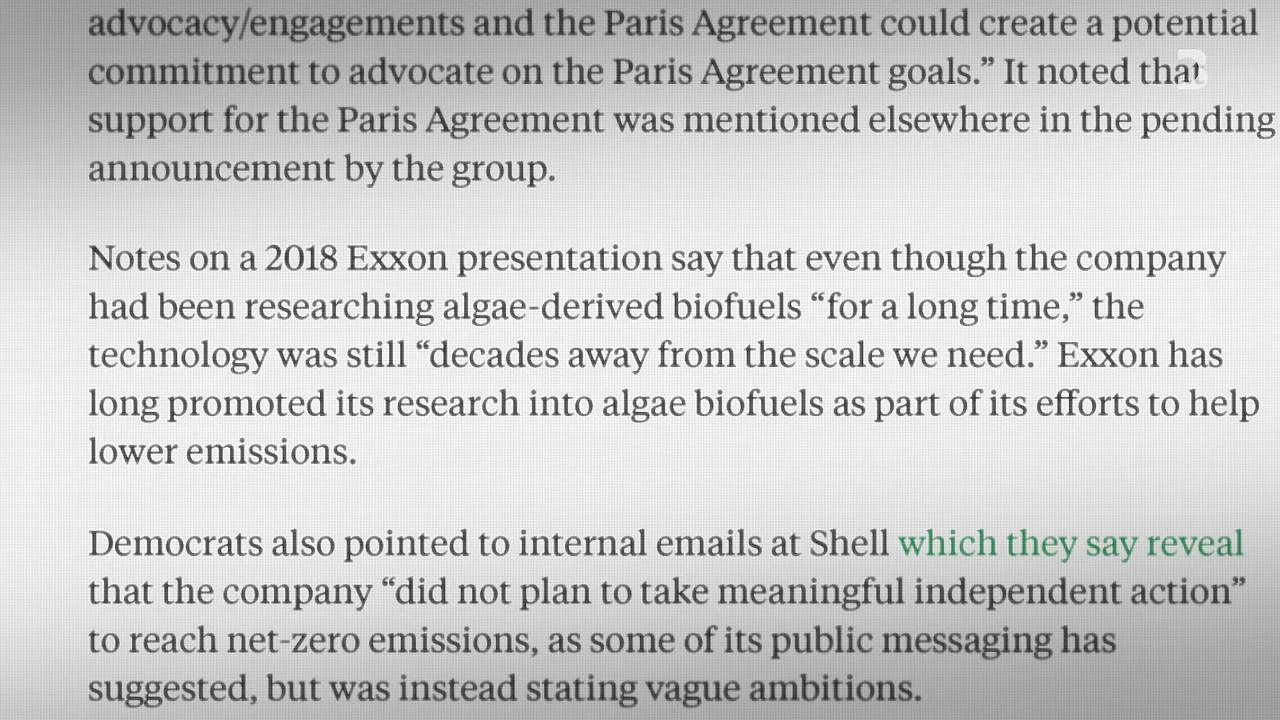 advocacy/engagements and the Paris Agreement could create a potential
commitment to advocate on the Paris Agreement goals.” It noted that
support for the Paris Agreement was mentioned elsewhere in the pending
announcement by the group.
Notes on a 2018 Exxon presentation say that even though the company
had been researching algae-derived biofuels “for a long time,” the
technology was still “decades away from the scale we need.” Exxon has
long promoted its research into algae biofuels as part of its efforts to help
lower emissions.
Democrats also pointed to internal emails at Shell which they say reveal
that the company “did not plan to take meaningful independent action”
to reach net-zero emissions, as some of its public messaging has
suggested, but was instead stating vague ambitions.